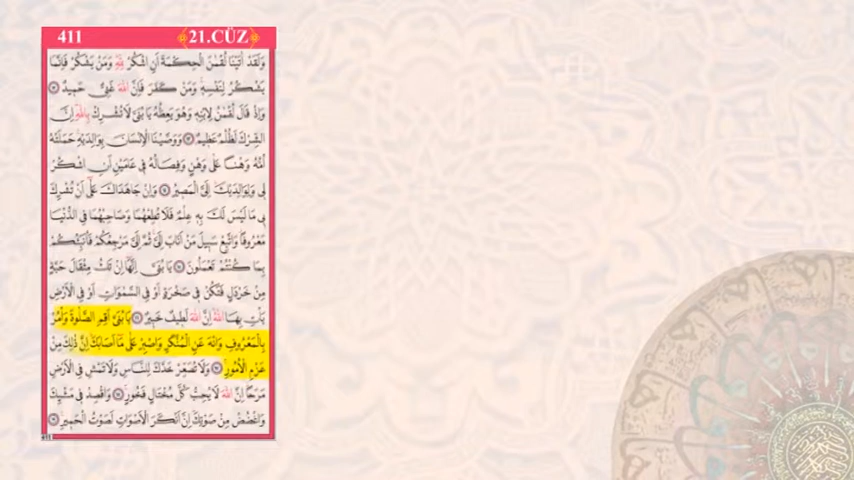 411 21.CÜZ
وَلَقَدْ اٰتَيْنَا لُقْمٰنَ الْحِكْمَةَ اَنِ اشْكُرْ لِلّٰهِ وَمَنْ يَشْكُرْ فَاِنَّمَا
يَشْكُرُ لِنَفْسِهٖ وَمَنْ كَفَرَ فَاِنَّ اللّٰهَ غَنِىٌّ حَمٖيدٌ
وَاِذْ قَالَ لُقْمٰنُ لِابْنِهٖ وَهُوَ يَعِظُهُ يَا بُنَىَّ لَا تُشْرِكْ بِاللّٰهِ اِنَّ
الشِّرْكَ لَظُلْمٌ عَظٖيمٌ وَوَصَّيْنَا الْاِنْسَانَ بِوَالِدَيْهِ حَمَلَتْهُ
اُمُّهُ وَهْنًا عَلٰى وَهْنٍ وَفِصَالُهُ فٖى عَامَيْنِ اَنِ اشْكُرْ
لٖى وَلِوَالِدَيْكَ اِلَىَّ الْمَصٖيرُ وَاِنْ جَاهَدَاكَ عَلٰى اَنْ تُشْرِكَ
بٖى مَا لَيْسَ لَكَ بِهٖ عِلْمٌ فَلَا تُطِعْهُمَا وَصَاحِبْهُمَا فِى الدُّنْيَا
مَعْرُوفًا وَاتَّبِعْ سَبٖيلَ مَنْ اَنَابَ اِلَىَّ ثُمَّ اِلَىَّ مَرْجِعُكُمْ فَاُنَبِّئُكُمْ
بِمَا كُنْتُمْ تَعْمَلُونَ يَا بُنَىَّ اِنَّهَا اِنْ تَكُ مِثْقَالَ حَبَّةٍ
مِنْ خَرْدَلٍ فَتَكُنْ فٖى صَخْرَةٍ اَوْ فِى السَّمٰوَاتِ اَوْ فِى الْاَرْضِ
يَاْتِ بِهَا اللّٰهُ اِنَّ اللّٰهَ لَطٖيفٌ خَبٖيرٌ يَا بُنَىَّ اَقِمِ الصَّلٰوةَ وَاْمُرْ
بِالْمَعْرُوفِ وَانْهَ عَنِ الْمُنْكَرِ وَاصْبِرْ عَلٰى مَا اَصَابَكَ اِنَّ ذٰلِكَ مِنْ
عَزْمِ الْاُمُورِ وَلَا تُصَعِّرْ خَدَّكَ لِلنَّاسِ وَلَا تَمْشِ فِى الْاَرْضِ
مَرَحًا اِنَّ اللّٰهَ لَا يُحِبُّ كُلَّ مُخْتَالٍ فَخُورٍ وَاقْصِدْ فٖى مَشْيِكَ
وَاغْضُضْ مِنْ صَوْتِكَ اِنَّ اَنْكَرَ الْاَصْوَاتِ لَصَوْتُ الْحَمٖيرِ
411